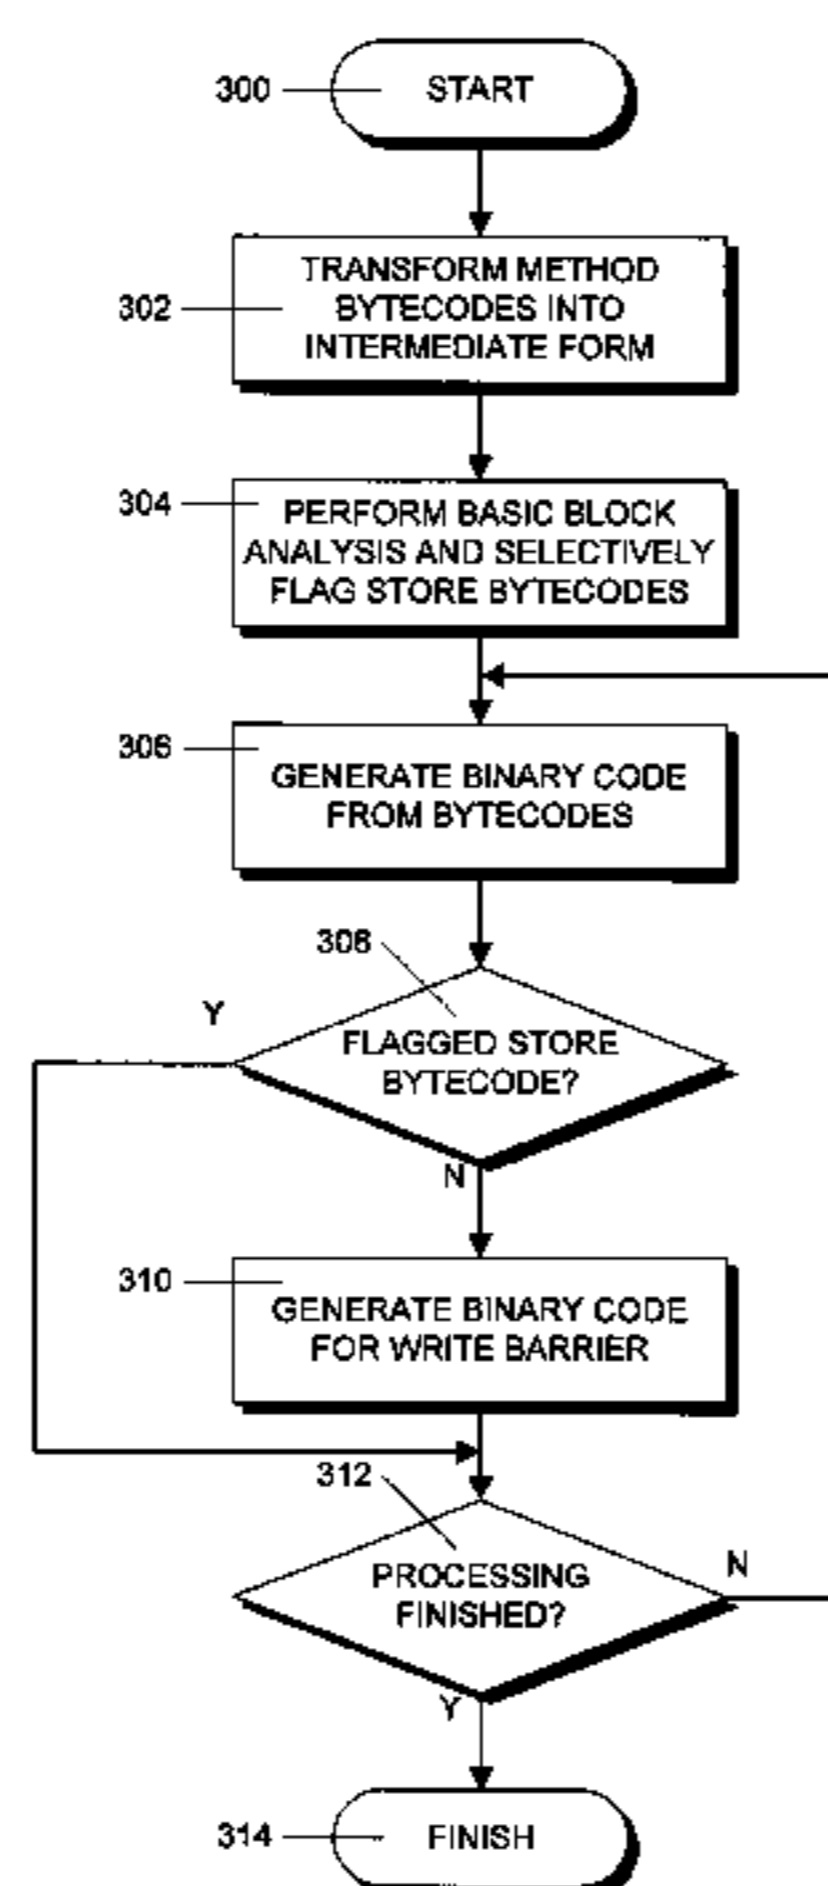 300
START
302
TRANSFORM METHOD
BYTECODES INTO
INTERMEDIATE FORM
304
PERFORM BASIC BLOCK
ANALYSIS AND SELECTIVELY
FLAG STORE BYTECODES
306
GENERATE BINARY CODE
FROM BYTECODES
308
Y
FLAGGED STORE
BYTECODE?
N
310
GENERATE BINARY CODE
FOR WRITE BARRIER
312
N
PROCESSING
FINISHED?
Y
314
FINISH